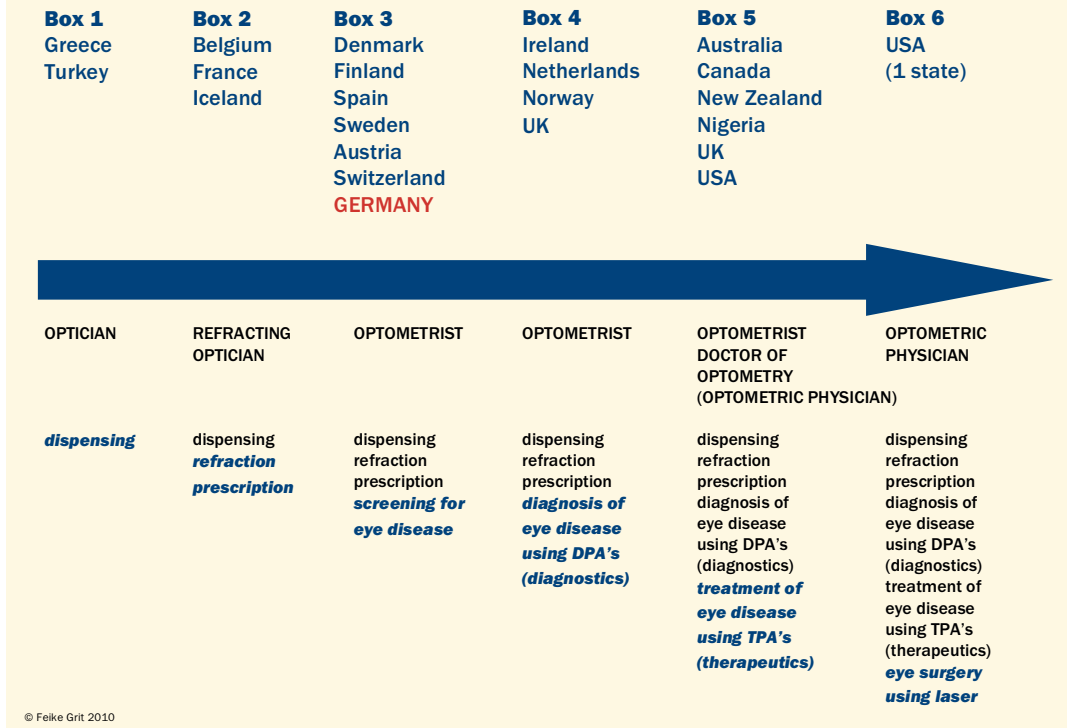 Box 1
Greece
Turkey
Box 2
Belgium
France
Iceland
Box 3
Denmark
Finland
Spain
Sweden
Austria
Switzerland
GERMANY
Box 4
Ireland
Netherlands
Norway
UK
Box 5
Australia
Canada
New Zealand
Nigeria
UK
USA
Box 6
USA
(1 state)
OPTICIAN
REFRACTING
OPTICIAN
OPTOMETRIST
OPTOMETRIST
OPTOMETRIST
DOCTOR OF
OPTOMETRY
(OPTOMETRIC PHYSICIAN)
OPTOMETRIC
PHYSICIAN
dispensing
dispensing
refraction
prescription
dispensing
refraction
prescription
screening for
eye disease
dispensing
refraction
prescription
diagnosis of
eye disease
using DPA's
(diagnostics)
dispensing
refraction
prescription
diagnosis of
eye disease
using DPA's
(diagnostics)
treatment of
eye disease
using TPA's
(therapeutics)
dispensing
refraction
prescription
diagnosis of
eye disease
using DPA's
(diagnostics)
treatment of
eye disease
using TPA's
(therapeutics)
eye surgery
using laser
© Feike Grit 2010